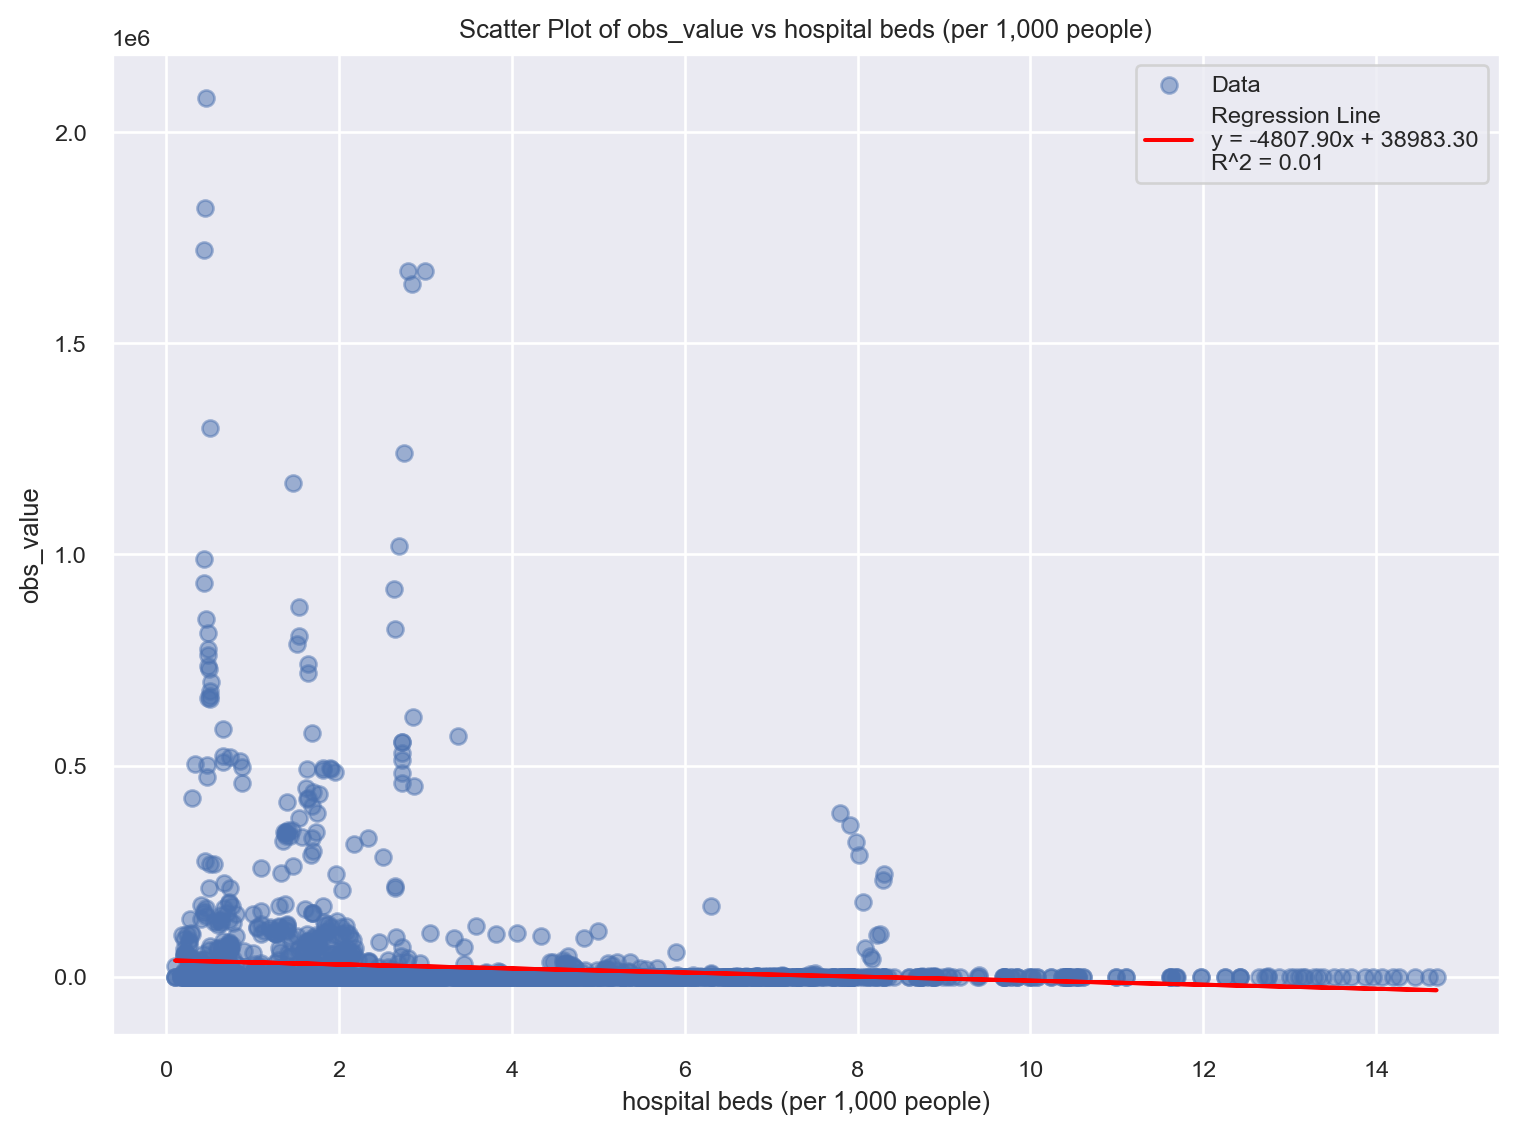 Scatter Plot of obs_value vs hospital beds (per 1,000 people)
1e6
Data
Regression Line
y = -4807.90x + 38983.30
R^2 = 0.01
2.0
1.5
1.0
0.5
0.0
obs_value
0 2 4 6 8 10 12 14
hospital beds (per 1,000 people)